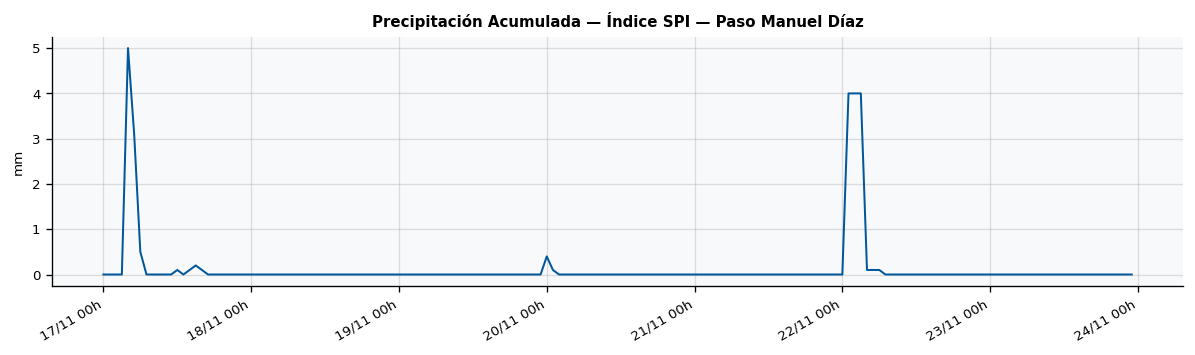 Precipitación Acumulada — Índice SPI — Paso Manuel Díaz
mm
5
4
3
2
1
0
17/11 00h
18/11 00h
19/11 00h
20/11 00h
21/11 00h
22/11 00h
23/11 00h
24/11 00h